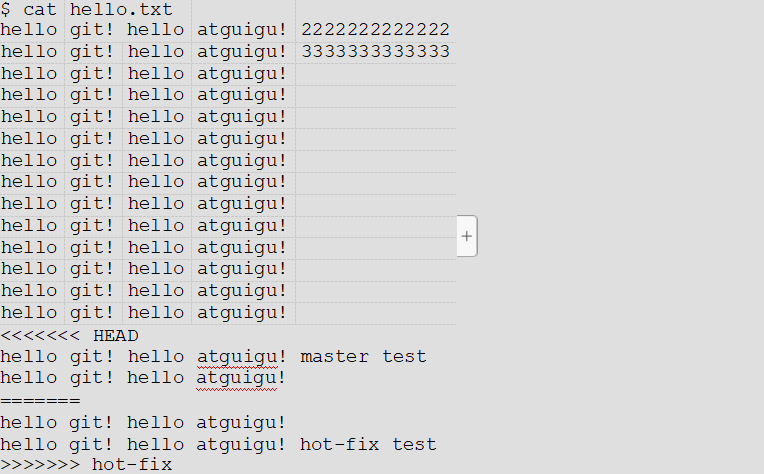 $ cat hello.txt
hello git! hello atguigu! 2222222222222
hello git! hello atguigu! 3333333333333
hello git! hello atguigu!
hello git! hello atguigu!
hello git! hello atguigu!
hello git! hello atguigu!
hello git! hello atguigu!
hello git! hello atguigu!
hello git! hello atguigu!
hello git! hello atguigu!
hello git! hello atguigu!
hello git! hello atguigu!
hello git! hello atguigu!
hello git! hello atguigu!
<<<<<<< HEAD
hello git! hello atguigu! master test
hello git! hello atguigu!
=======
hello git! hello atguigu!
hello git! hello atguigu! hot-fix test
>>>>>>> hot-fix